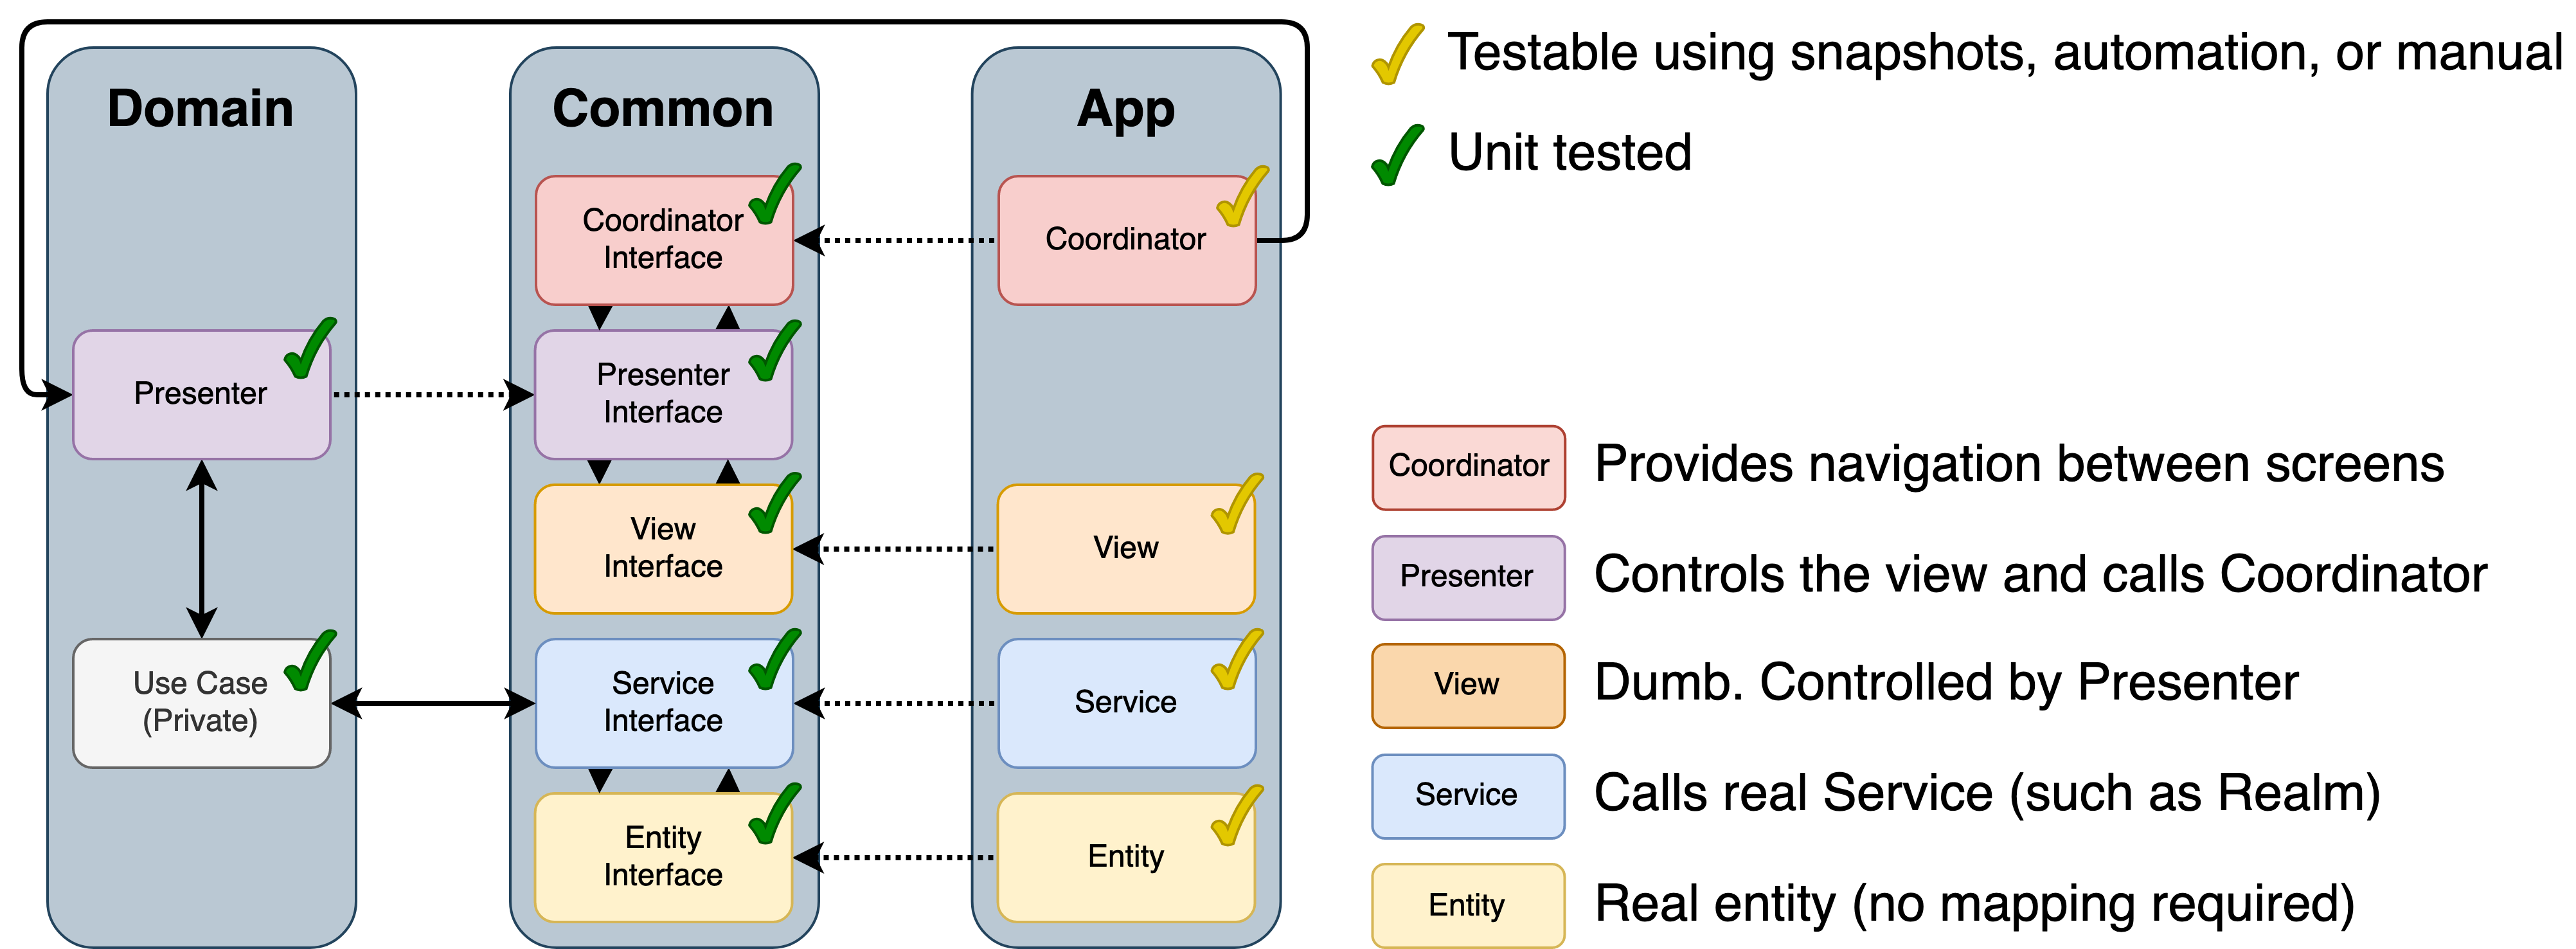 Domain
Presenter
Use Case
(Private)
Common
Coordinator
Interface
Presenter
Interface
View
Interface
Service
Interface
Entity
Interface
App
Coordinator
View
Service
Entity
Testable using snapshots, automation, or manual
Unit tested
Coordinator Provides navigation between screens
Presenter Controls the view and calls Coordinator
View Dumb. Controlled by Presenter
Service Calls real Service (such as Realm)
Entity Real entity (no mapping required)